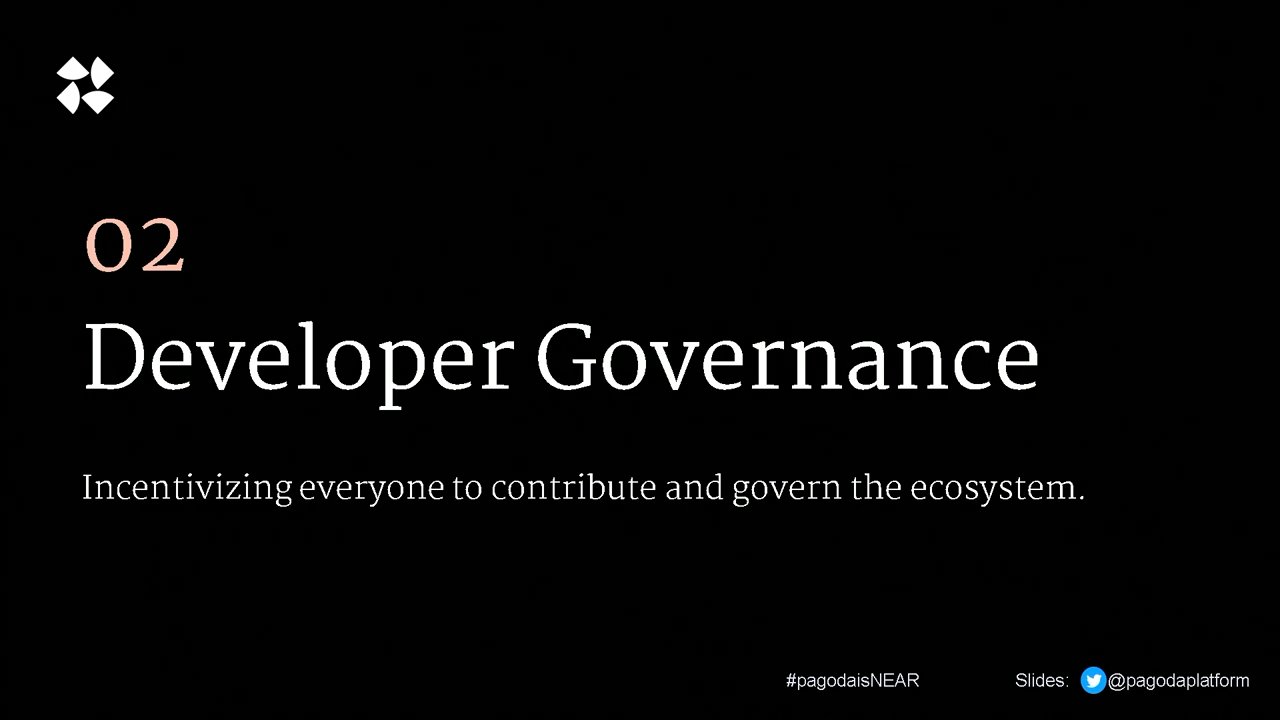 02
Developer Governance
Incentivizing everyone to contribute and govern the ecosystem.
#pagodaisNEAR Slides: @pagodaplatform